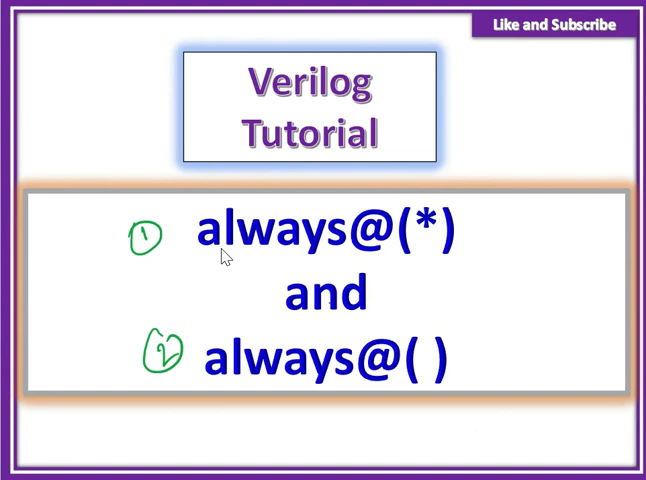 Like and Subscribe
Verilog
Tutorial
1 always@(*)
and
2 always@( )